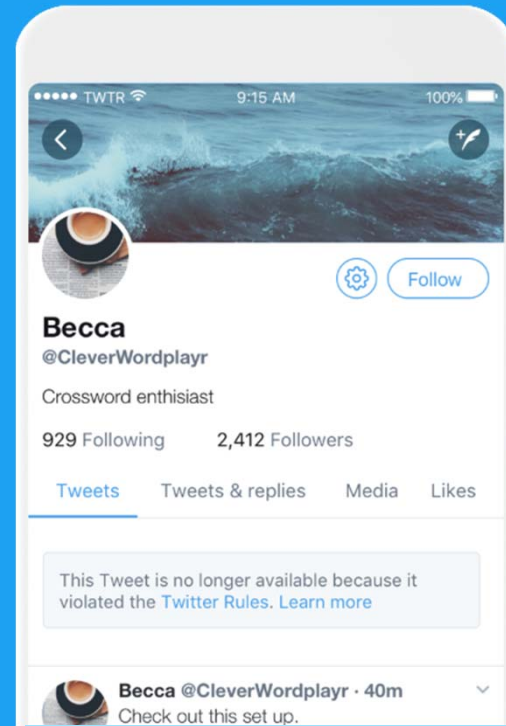 TWTR 9:15 AM 100%
Follow
Becca
@CleverWordplayr
Crossword enthisiast
929 Following 2,412 Followers
Tweets Tweets & replies Media Likes
This Tweet is no longer available because it
violated the Twitter Rules. Learn more
Becca @CleverWordplayr · 40m
Check out this set up.